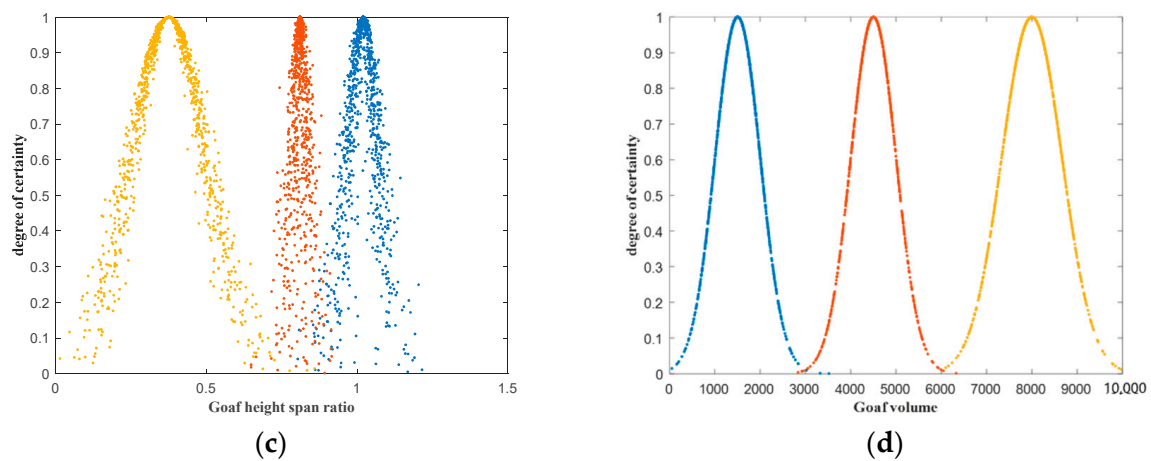 1
0.9
0.8
0.7
0.6
0.5
0.4
0.3
0.2
0.1
0
degree of certainty
0 0.5 1 1.5
Goaf height span ratio
(c)
1
0.9
0.8
0.7
0.6
0.5
0.4
0.3
0.2
0.1
0
degree of certainty
0 1000 2000 3000 4000 5000 6000 7000 8000 9000 10,000
Goaf volume
(d)